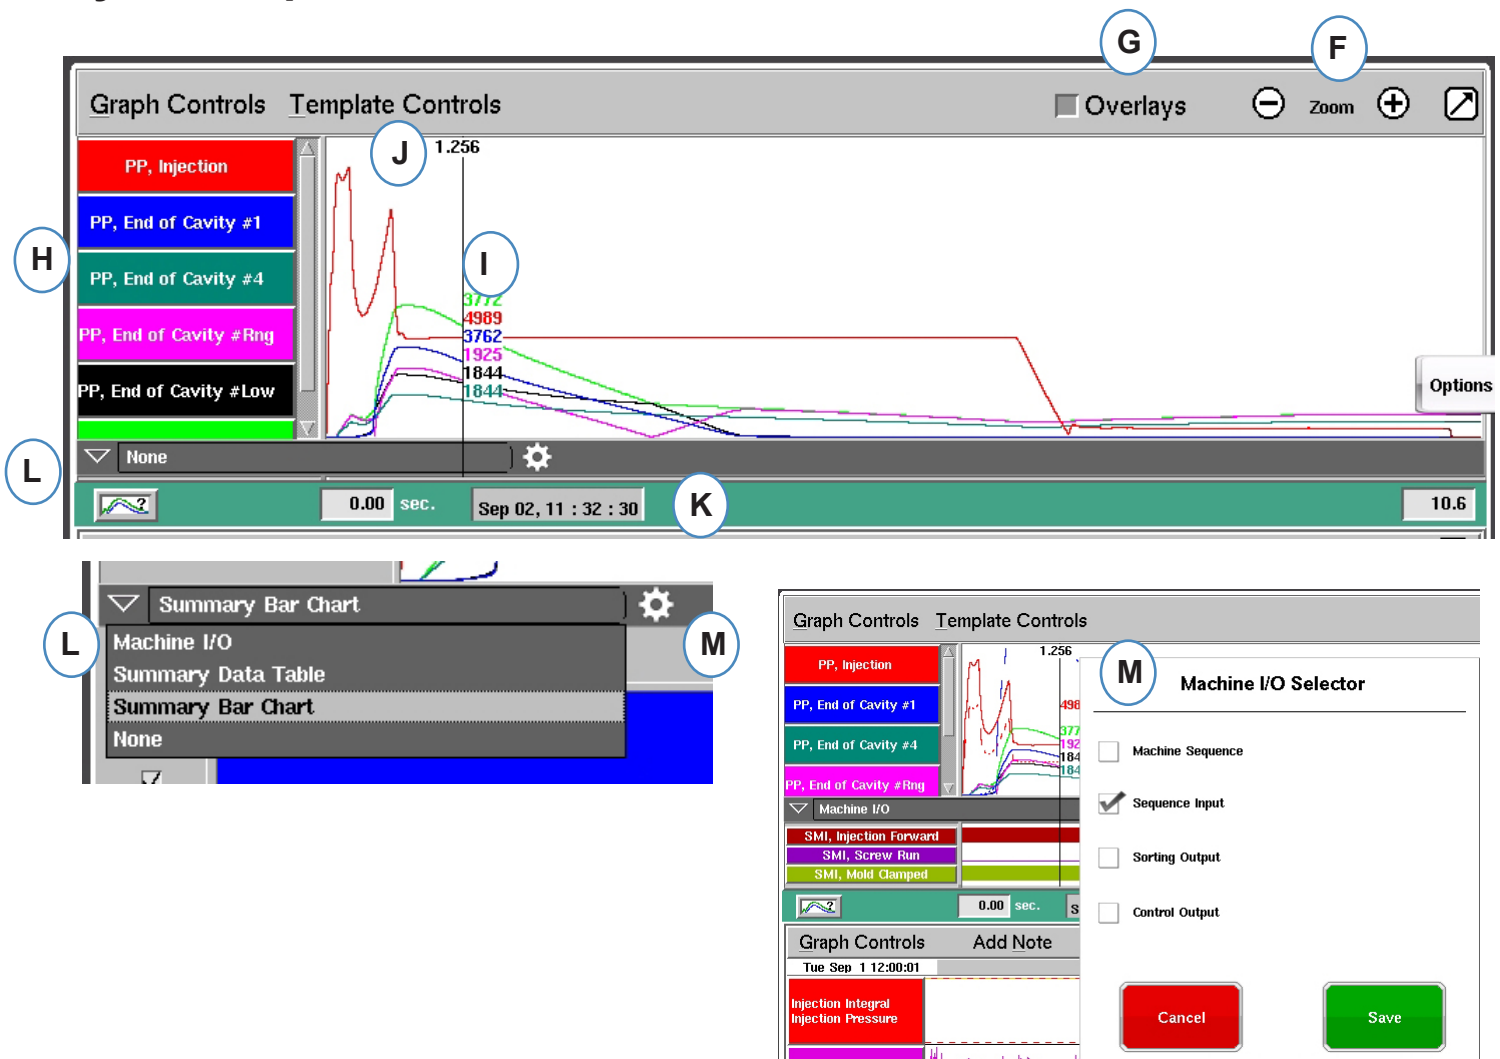 G
F
Graph Controls Template Controls
Overlays
Zoom
J
1.256
PP, Injection
PP, End of Cavity #1
H
I
PP, End of Cavity #4
3772
4989
PP, End of Cavity #Rng
3762
1925
1844
PP, End of Cavity #Low
1844
Options
L
None
K
?
0.00 sec.
Sep 02, 11 : 32 : 30
10.6
Summary Bar Chart
L
M
Machine I/O
Summary Data Table
Summary Bar Chart
None
Graph Controls Template Controls
1.256
M
Machine I/O Selector
PP, Injection
PP, End of Cavity #1
498
377
PP, End of Cavity #4
192
184
184
PP, End of Cavity #Rng
Machine Sequence
Sequence Input
Machine I/O
SMI, Injection Forward
SMI, Screw Run
SMI, Mold Clamped
Sorting Output
?
0.00 sec.
S
Control Output
Graph Controls Add Note
Tue Sep 1 12:00:01
Injection Integral
Injection Pressure
Cancel
Save